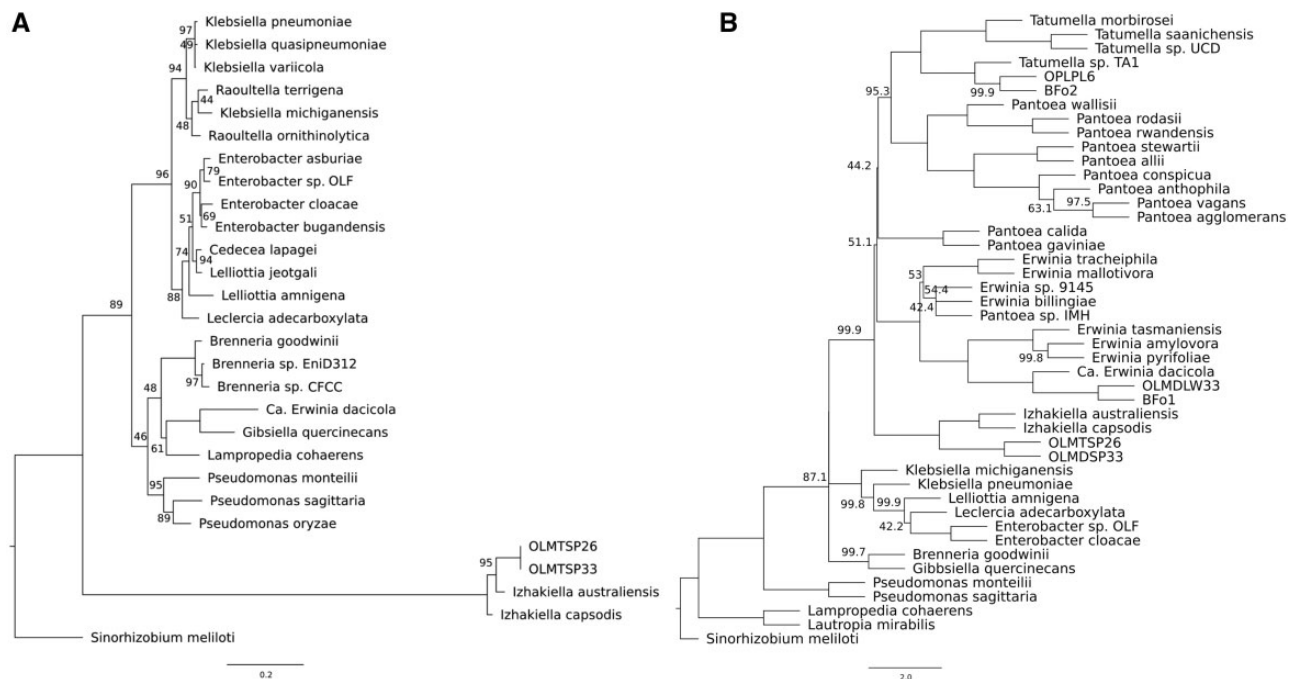 A
Klebsiella pneumoniae
97
49
Klebsiella quasipneumoniae
94
Klebsiella variicola
Raoultella terrigena
44
Klebsiella michiganensis
48
Raoultella ornithinolytica
Enterobacter asburiae
79
96
90
Enterobacter sp. OLF
Enterobacter cloacae
51
69
Enterobacter bugandensis
74
Cedecea lapagei
94
Lelliottia jeotgali
88
Lelliottia amnigena
89
Leclercia adecarboxylata
Brenneria goodwinii
Brenneria sp. EniD312
48
97
Brenneria sp. CFCC
Ca. Erwinia dacicola
46
Gibsiella quercinecans
61
Lampropedia cohaerens
Pseudomonas monteilii
95
Pseudomonas sagittaria
89
Pseudomonas oryzae
OLMTSP26
95
OLMTSP33
Izhakiella australiensis
Izhakiella capsodis
Sinorhizobium meliloti
0.2
B
Tatumella morbirosei
Tatumella saanichensis
Tatumella sp. UCD
Tatumella sp. TA1
OPLPL6
95.3
99.9
BFo2
Pantoea wallisii
Pantoea rodasii
Pantoea rwandensis
Pantoea stewartii
Pantoea allii
44.2
Pantoea conspicua
Pantoea anthophila
97.5
Pantoea vagans
63.1
Pantoea agglomerans
Pantoea calida
51.1
Pantoea gaviniae
Erwinia tracheiphila
53
Erwinia mallotivora
54.4
Erwinia sp. 9145
Erwinia billingiae
42.4
Pantoea sp. IMH
99.9
Erwinia tasmaniensis
Erwinia amylovora
99.8
Erwinia pyrifoliae
Ca. Erwinia dacicola
OLMDLW33
BFo1
Izhakiella australiensis
Izhakiella capsodis
OLMTSP26
OLMDSP33
87.1
Klebsiella michiganensis
Klebsiella pneumoniae
99.8
99.9
Lelliottia amnigena
Leclercia adecarboxylata
42.2
Enterobacter sp. OLF
Enterobacter cloacae
99.7
Brenneria goodwinii
Gibbsiella quercinecans
Pseudomonas monteilii
Pseudomonas sagittaria
Lampropedia cohaerens
Lautropia mirabilis
Sinorhizobium meliloti
2.0